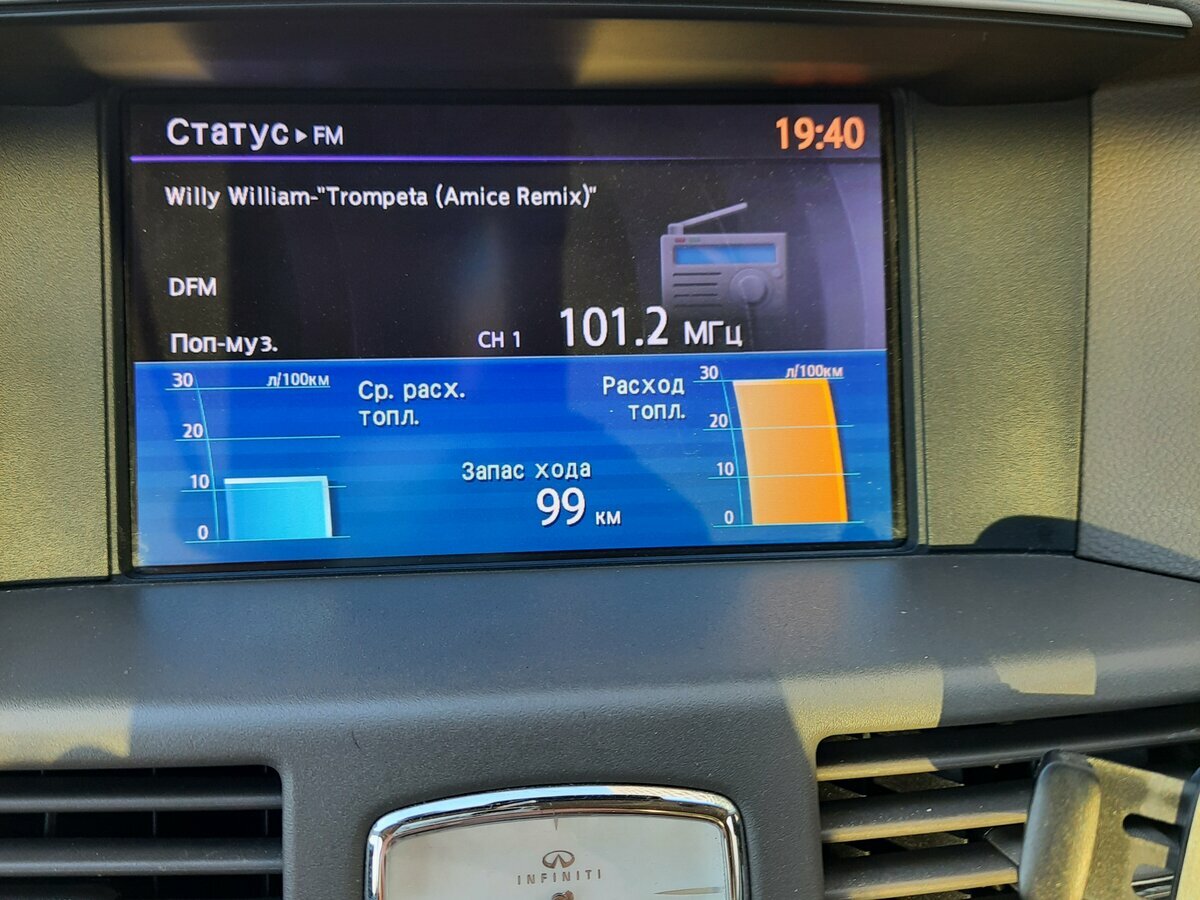 Статус ▸ FM 19:40
Willy William-"Trompeta (Amice Remix)"
DFM
Поп-муз. CH 1 101.2 МГц
30 л/100км
20
10
0
Ср. расх.
топл.
Запас хода
99 км
Расход
топл.
30 л/100км
20
10
0
INFINITI